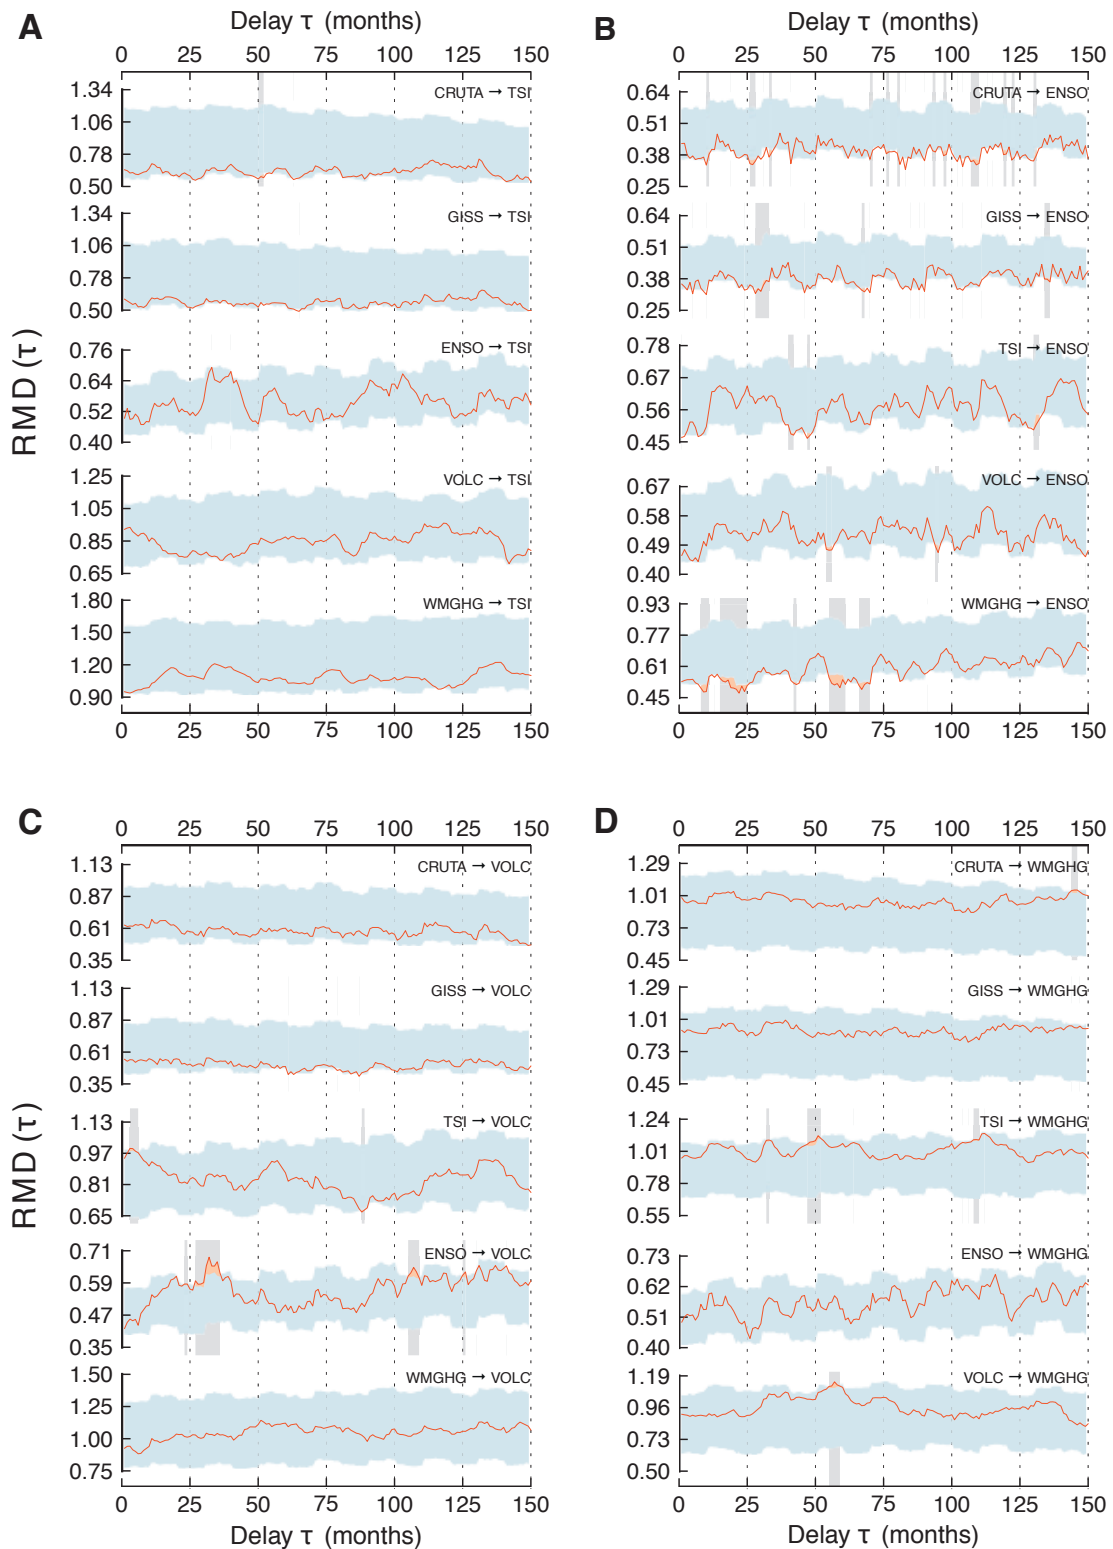 A
Delay τ (months)
0 25 50 75 100 125 150
CRUTA → TSI
1.34
1.06
0.78
0.50
GISS → TSI
1.34
1.06
0.78
0.50
ENSO → TSI
0.76
0.64
0.52
0.40
VOLC → TSI
1.25
1.05
0.85
0.65
WMGHG → TSI
1.80
1.50
1.20
0.90
0 25 50 75 100 125 150
RMD (τ)
B
Delay τ (months)
0 25 50 75 100 125 150
CRUTA → ENSO
0.64
0.51
0.38
0.25
GISS → ENSO
0.64
0.51
0.38
0.25
TSI → ENSO
0.78
0.67
0.56
0.45
VOLC → ENSO
0.67
0.58
0.49
0.40
WMGHG → ENSO
0.93
0.77
0.61
0.45
0 25 50 75 100 125 150
C
0 25 50 75 100 125 150
CRUTA → VOLC
1.13
0.87
0.61
0.35
GISS → VOLC
1.13
0.87
0.61
0.35
TSI → VOLC
1.13
0.97
0.81
0.65
ENSO → VOLC
0.71
0.59
0.47
0.35
WMGHG → VOLC
1.50
1.25
1.00
0.75
0 25 50 75 100 125 150
Delay τ (months)
RMD (τ)
D
0 25 50 75 100 125 150
CRUTA → WMGHG
1.29
1.01
0.73
0.45
GISS → WMGHG
1.29
1.01
0.73
0.45
TSI → WMGHG
1.24
1.01
0.78
0.55
ENSO → WMGHG
0.73
0.62
0.51
0.40
VOLC → WMGHG
1.19
0.96
0.73
0.50
0 25 50 75 100 125 150
Delay τ (months)